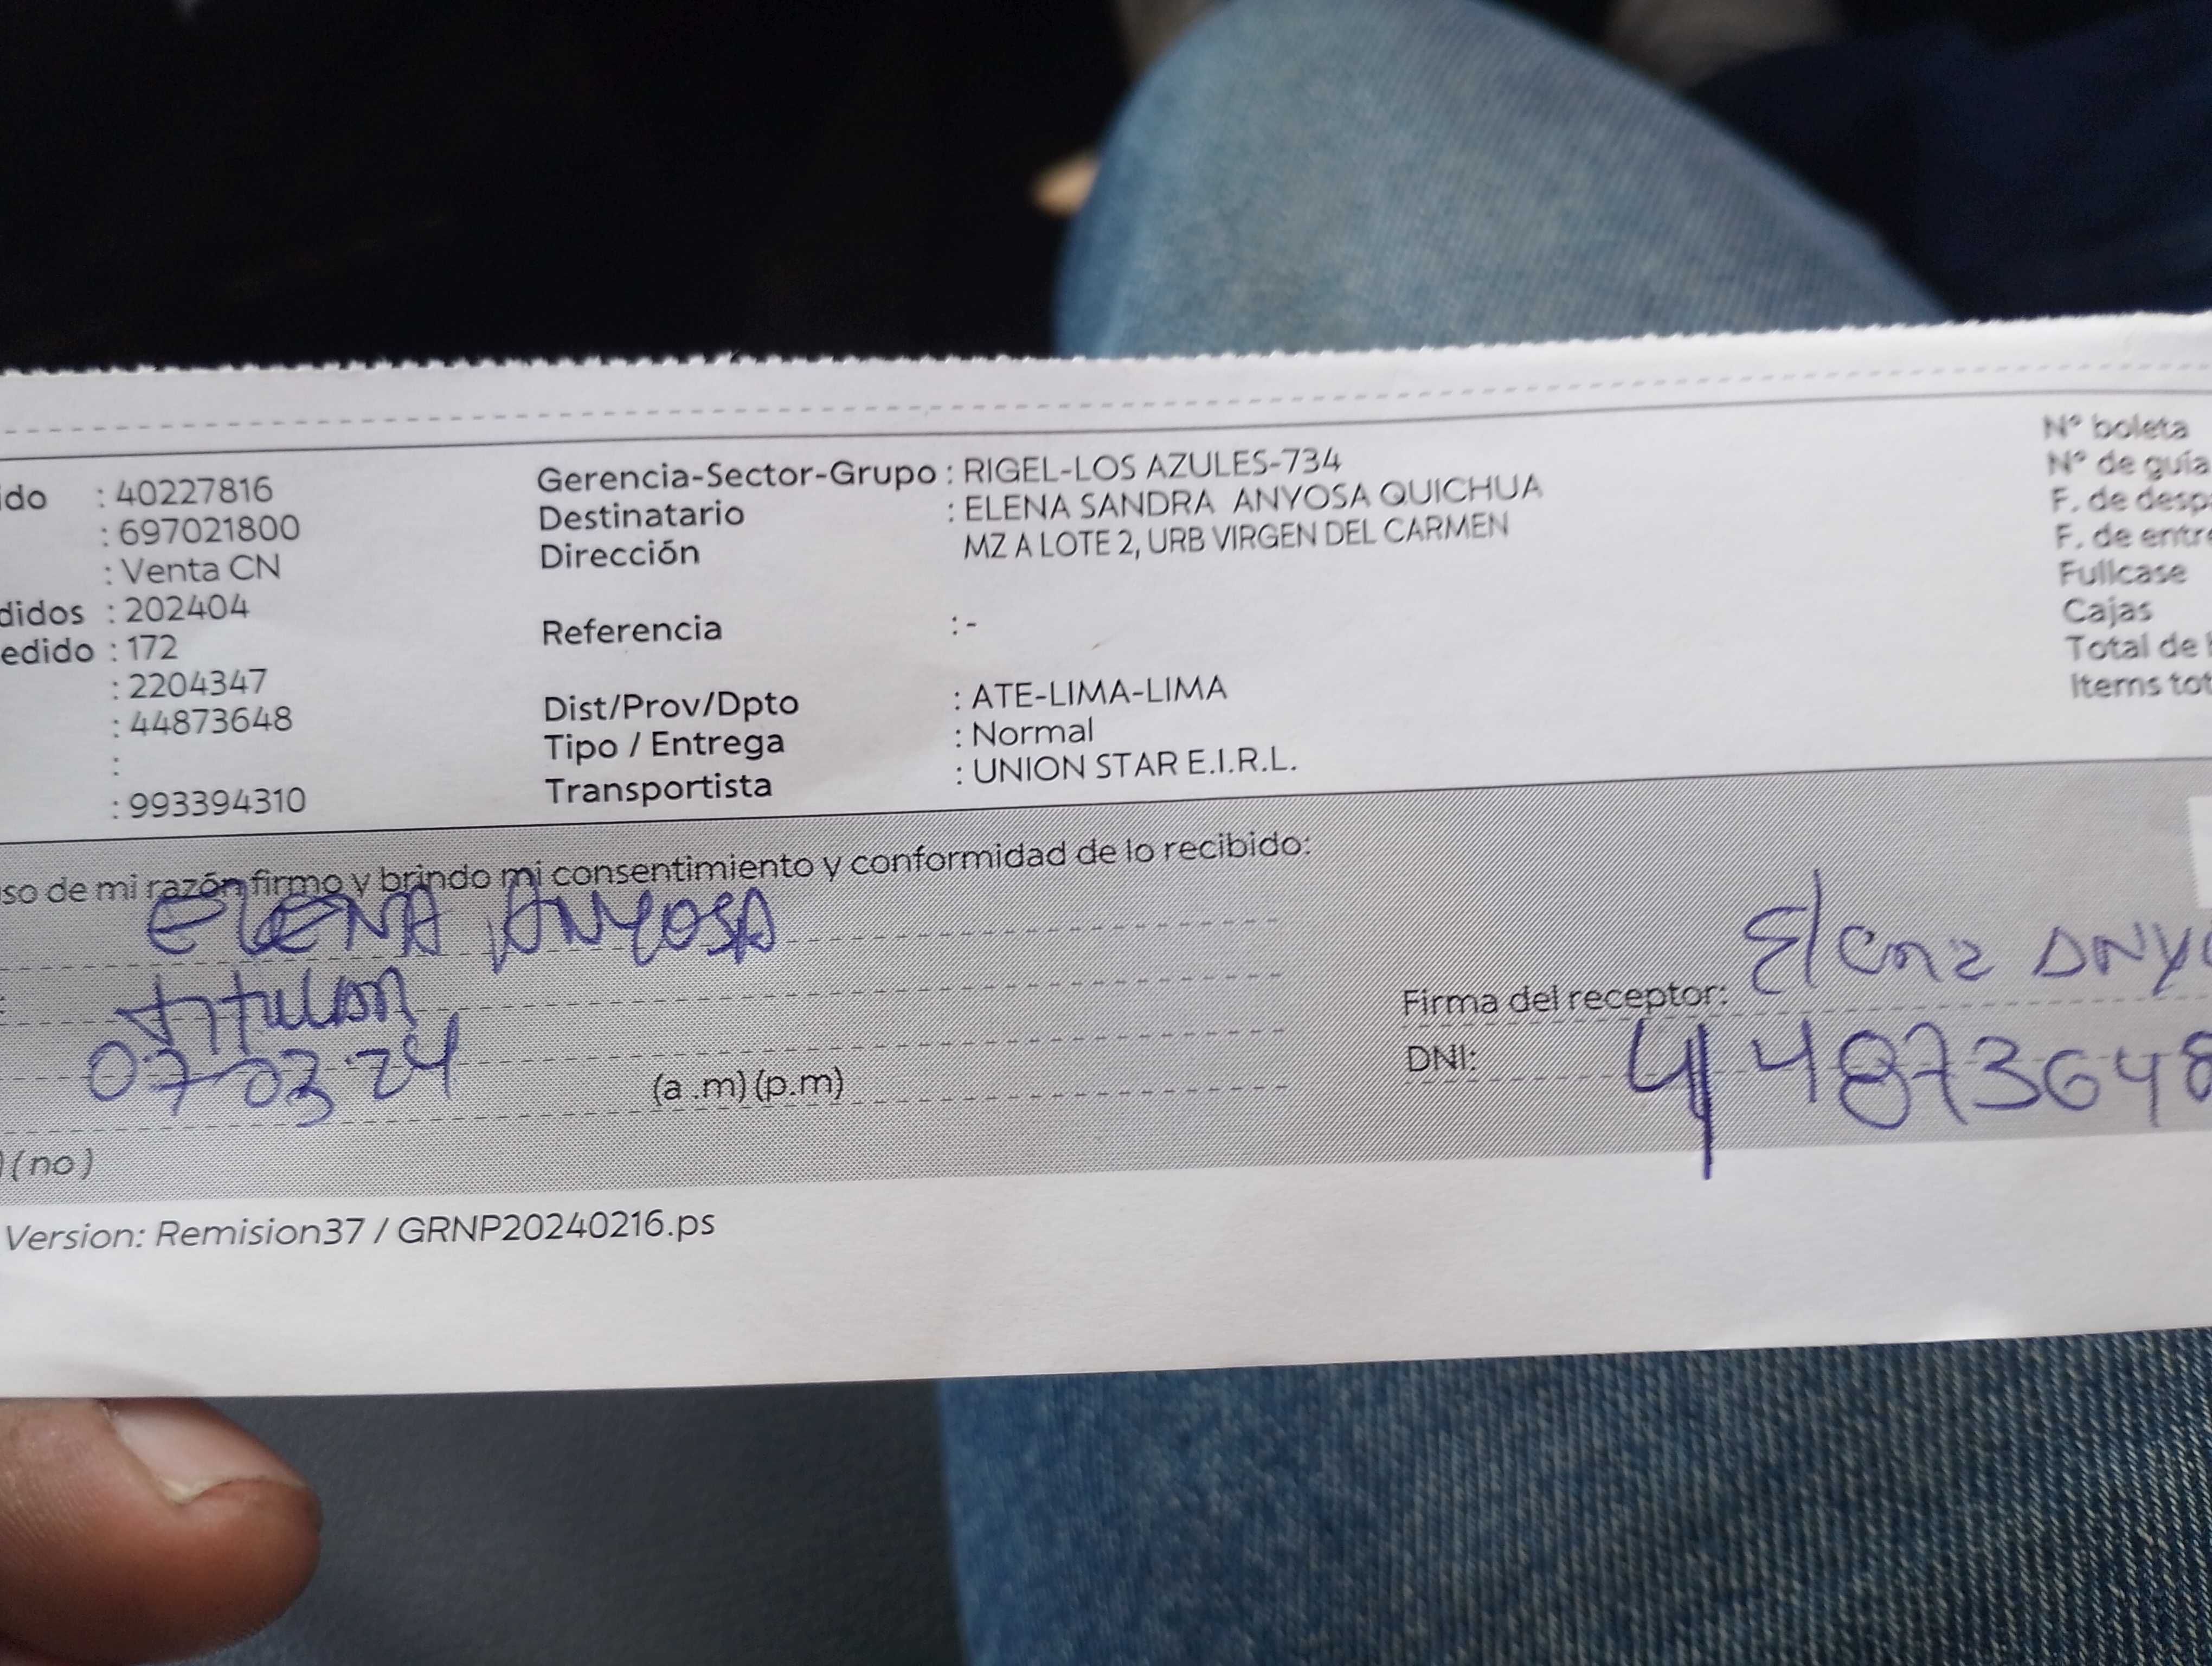 ido : 40227816
: 697021800
: Venta CN
didos : 202404
edido : 172
: 2204347
: 44873648
:
: 993394310
Gerencia-Sector-Grupo : RIGEL-LOS AZULES-734
Destinatario : ELENA SANDRA ANYOSA QUICHUA
Dirección MZ A LOTE 2, URB VIRGEN DEL CARMEN
Referencia : -
Dist/Prov/Dpto : ATE-LIMA-LIMA
Tipo / Entrega : Normal
Transportista : UNION STAR E.I.R.L.
N° boleta
N° de guía
F. de desp
F. de entre
Fullcase
Cajas
Total de
Items tot
so de mi razón firmo y brindo mi consentimiento y conformidad de lo recibido:
ELENA ANYOSA
: titular
07-03-24 (a .m) (p.m)
) (no)
Firma del receptor: Elena ANYO
DNI: 44873648
Version: Remision37 / GRNP20240216.ps